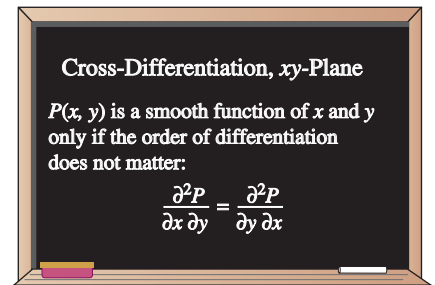 Cross-Differentiation, xy-Plane
P(x, y) is a smooth function of x and y
only if the order of differentiation
does not matter:
∂²P/∂x ∂y = ∂²P/∂y ∂x